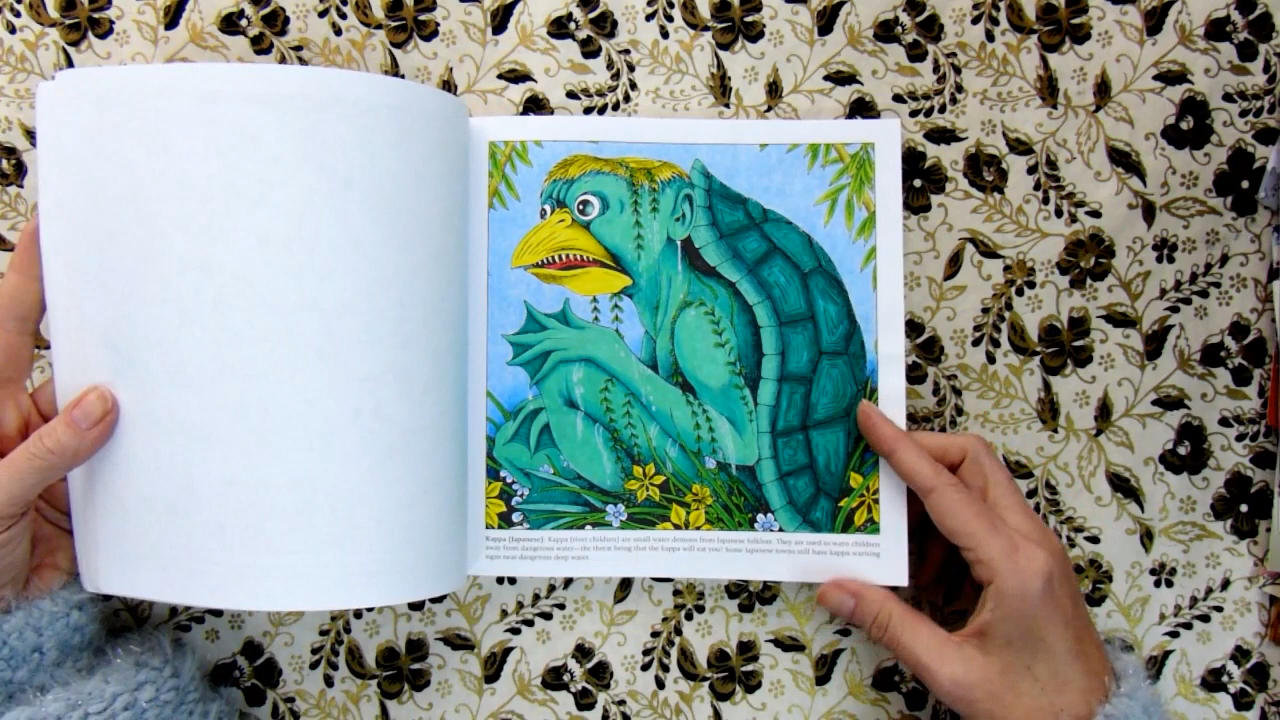 Kappa (Japanese): Kappa (river children) are small water demons from Japanese folklore. They are used to warn children
away from dangerous water—the threat being that the kappa will eat you! Some Japanese towns still have kappa warning
signs near dangerous deep water.